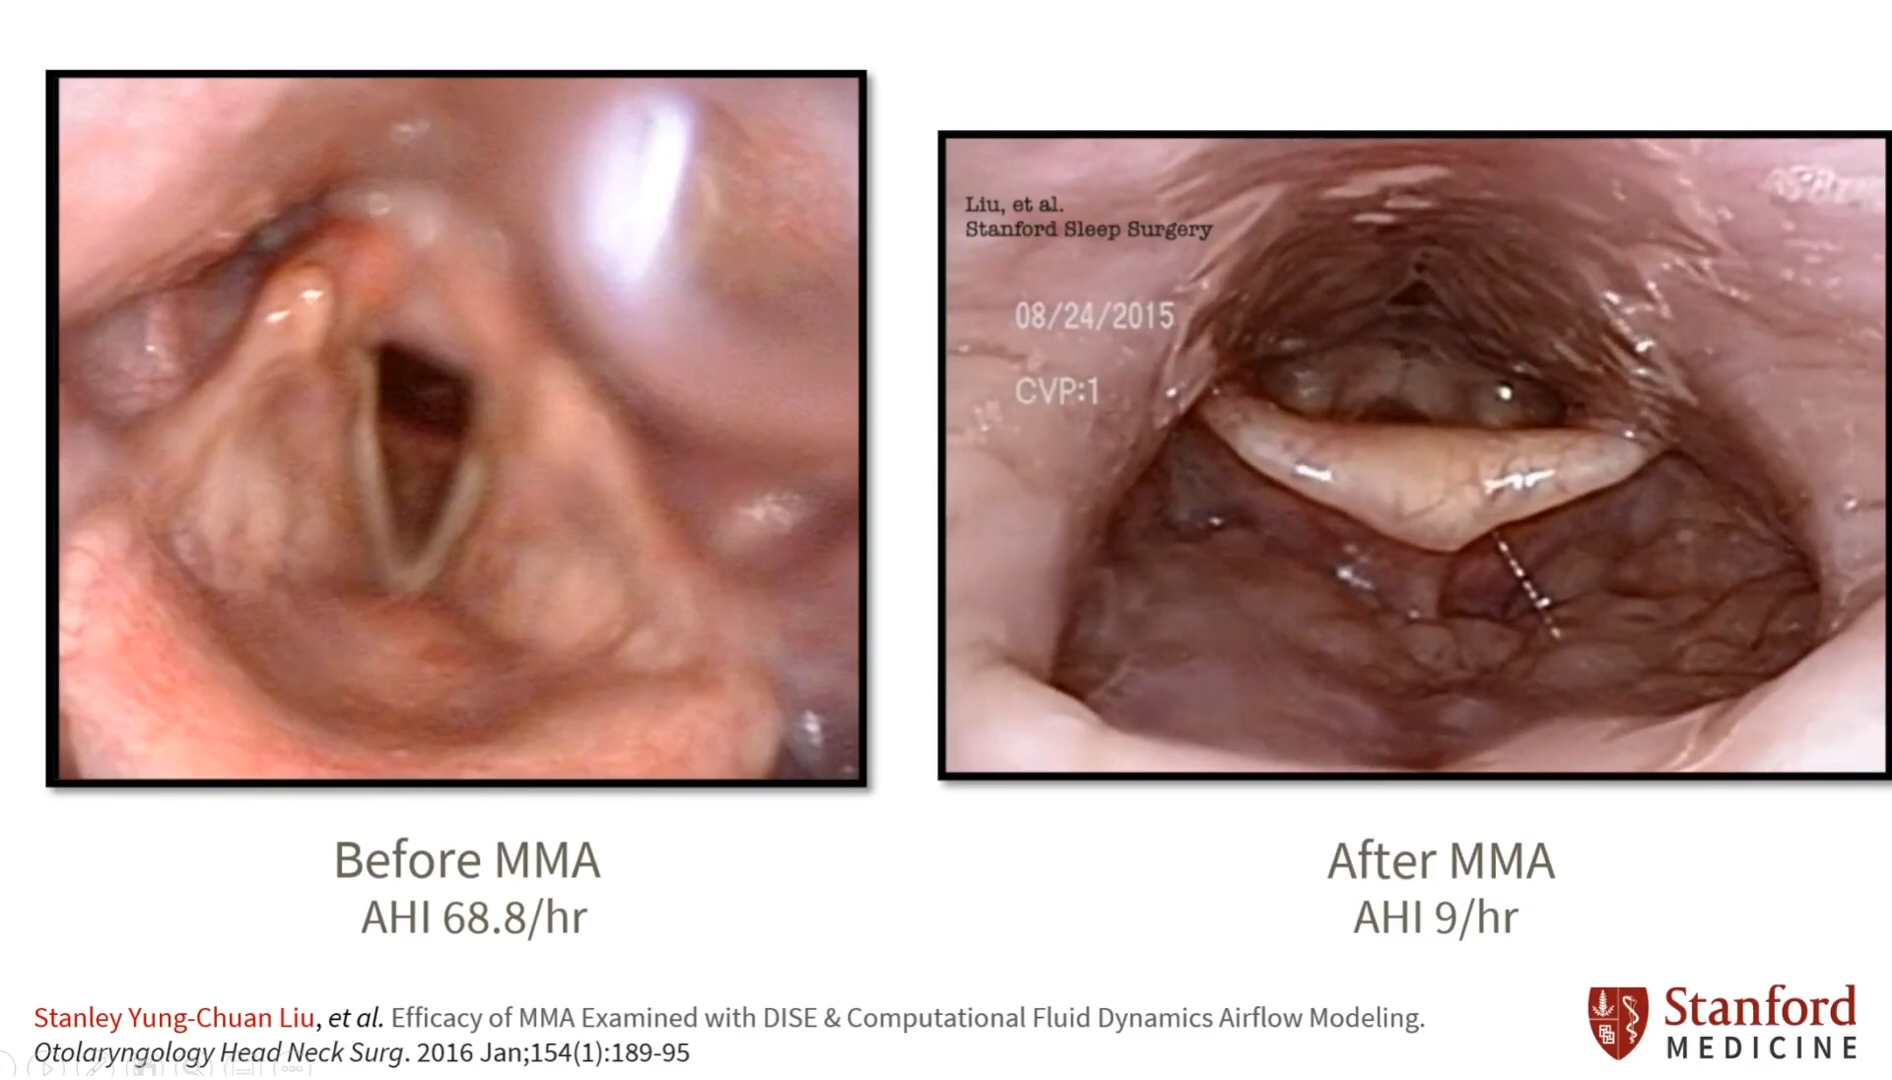 Liu, et al.
Stanford Sleep Surgery
08/24/2015
CVP:1
Before MMA
AHI 68.8/hr
After MMA
AHI 9/hr
Stanley Yung-Chuan Liu, et al. Efficacy of MMA Examined with DISE & Computational Fluid Dynamics Airflow Modeling.
Otolaryngology Head Neck Surg. 2016 Jan;154(1):189-95
Stanford
MEDICINE